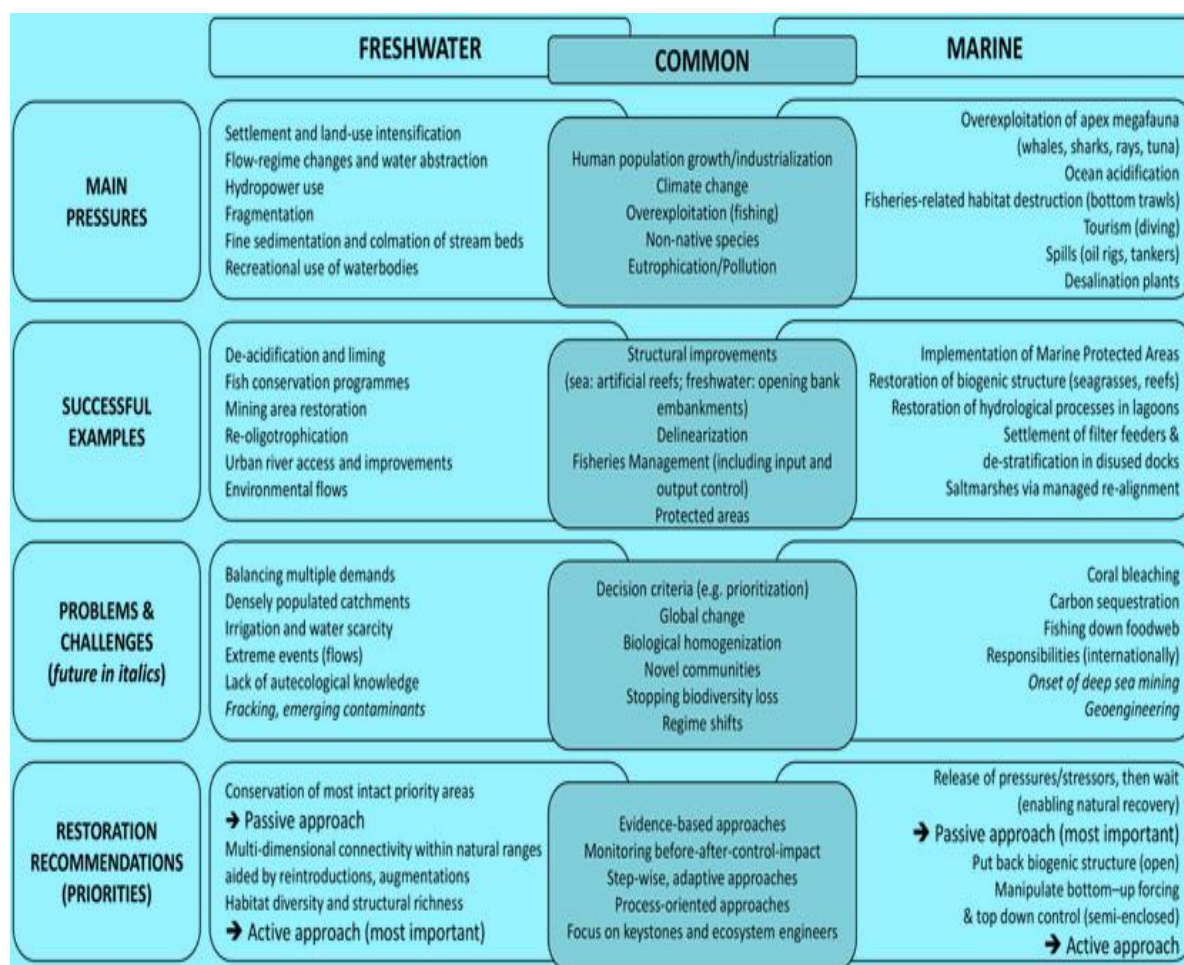 FRESHWATER
COMMON
MARINE
MAIN
PRESSURES
Settlement and land-use intensification
Flow-regime changes and water abstraction
Hydropower use
Fragmentation
Fine sedimentation and colmation of stream beds
Recreational use of waterbodies
Human population growth/industrialization
Climate change
Overexploitation (fishing)
Non-native species
Eutrophication/Pollution
Overexploitation of apex megafauna
(whales, sharks, rays, tuna)
Ocean acidification
Fisheries-related habitat destruction (bottom trawls)
Tourism (diving)
Spills (oil rigs, tankers)
Desalination plants
SUCCESSFUL
EXAMPLES
De-acidification and liming
Fish conservation programmes
Mining area restoration
Re-oligotrophication
Urban river access and improvements
Environmental flows
Structural improvements
(sea: artificial reefs; freshwater: opening bank
embankments)
Delinearization
Fisheries Management (including input and
output control)
Protected areas
Implementation of Marine Protected Areas
Restoration of biogenic structure (seagrasses, reefs)
Restoration of hydrological processes in lagoons
Settlement of filter feeders &
de-stratification in disused docks
Saltmarshes via managed re-alignment
PROBLEMS &
CHALLENGES
(future in italics)
Balancing multiple demands
Densely populated catchments
Irrigation and water scarcity
Extreme events (flows)
Lack of autecological knowledge
Fracking, emerging contaminants
Decision criteria (e.g. prioritization)
Global change
Biological homogenization
Novel communities
Stopping biodiversity loss
Regime shifts
Coral bleaching
Carbon sequestration
Fishing down foodweb
Responsibilities (internationally)
Onset of deep sea mining
Geoengineering
RESTORATION
RECOMMENDATIONS
(PRIORITIES)
Conservation of most intact priority areas
➔ Passive approach
Multi-dimensional connectivity within natural ranges
aided by reintroductions, augmentations
Habitat diversity and structural richness
➔ Active approach (most important)
Evidence-based approaches
Monitoring before-after-control-impact
Step-wise, adaptive approaches
Process-oriented approaches
Focus on keystones and ecosystem engineers
Release of pressures/stressors, then wait
(enabling natural recovery)
➔ Passive approach (most important)
Put back biogenic structure (open)
Manipulate bottom–up forcing
& top down control (semi-enclosed)
➔ Active approach